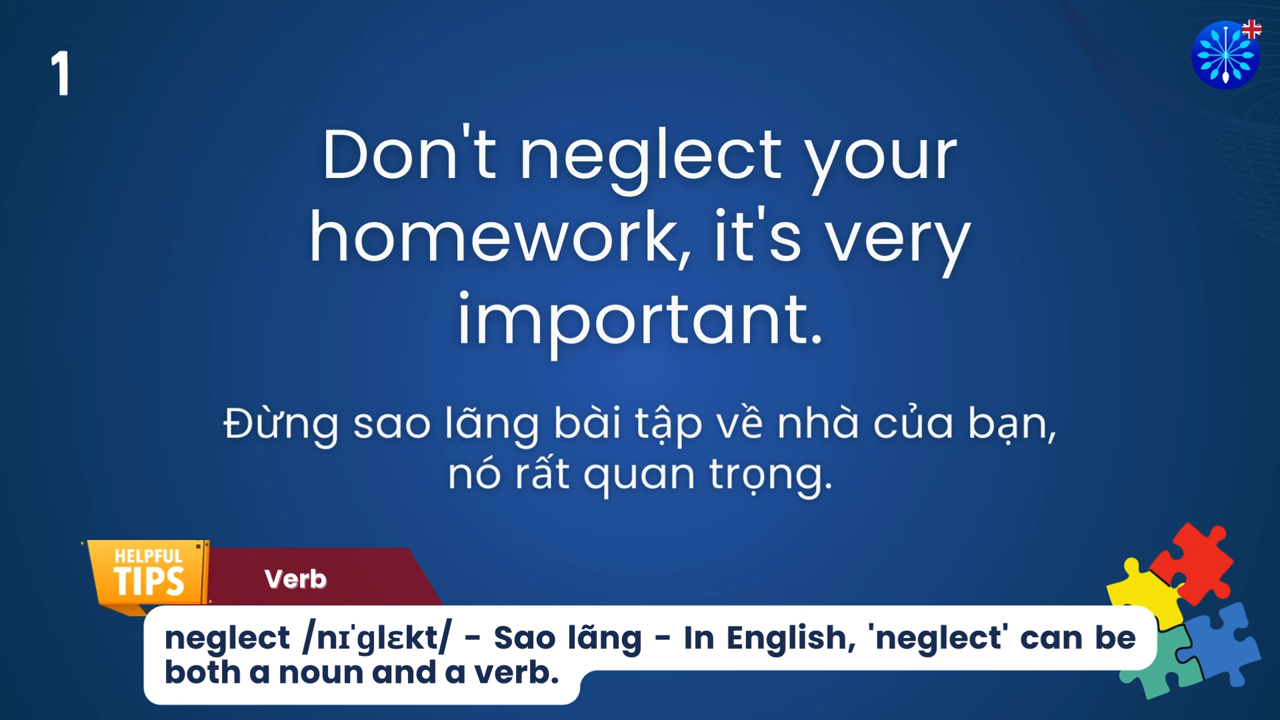 1
Don't neglect your
homework, it's very
important.
Đừng sao lãng bài tập về nhà của bạn,
nó rất quan trọng.
HELPFUL
TIPS
Verb
neglect /nɪˈɡlɛkt/ - Sao lãng - In English, 'neglect' can be
both a noun and a verb.